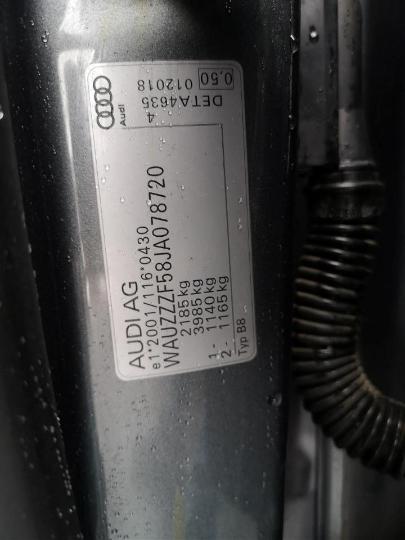 AUDI AG
e1*2001/116*0430
WAUZZZF58JA078720
2185 kg
3985 kg
1 - 1140 kg
2 - 1165 kg
Typ B8
Audi
DETA4635 4
0,50 012018